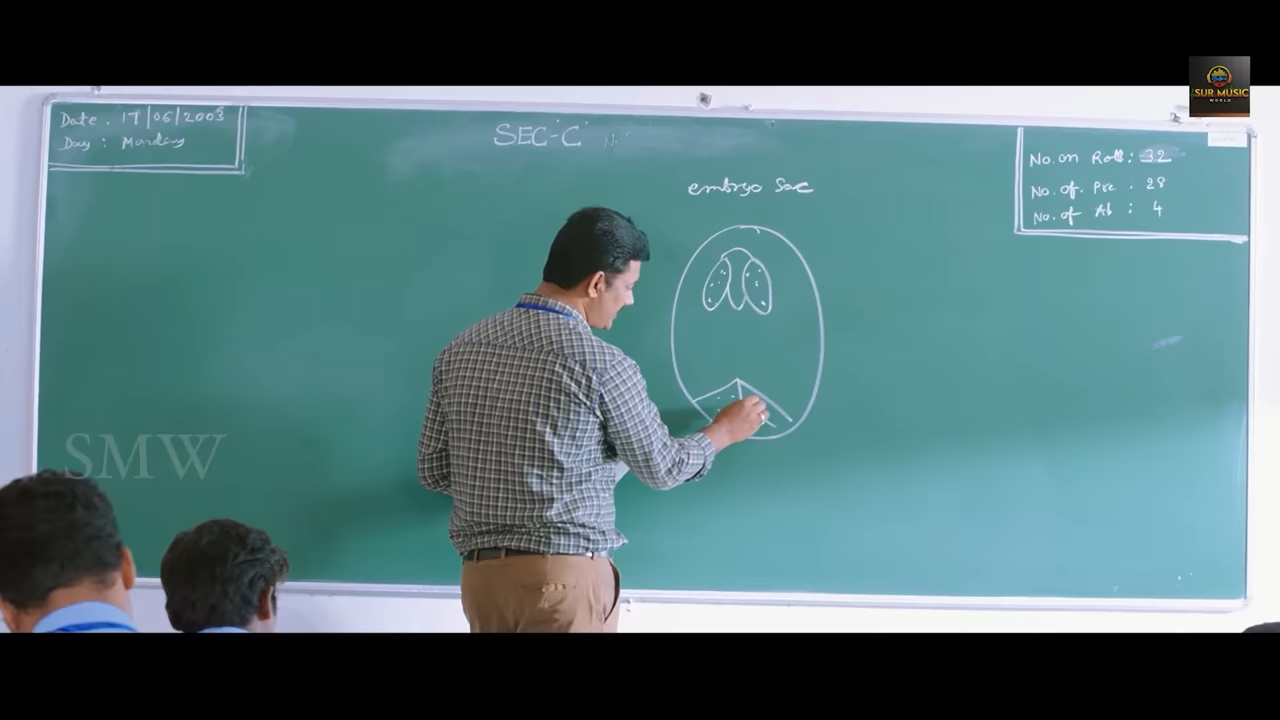 SUR MUSIC
WORLD
Date . 17/06/2003
Day : Monday
SEC-C
No. on Roll : 32
No. of. Pre . 28
No. of Ab : 4
embryo Sac
SMW